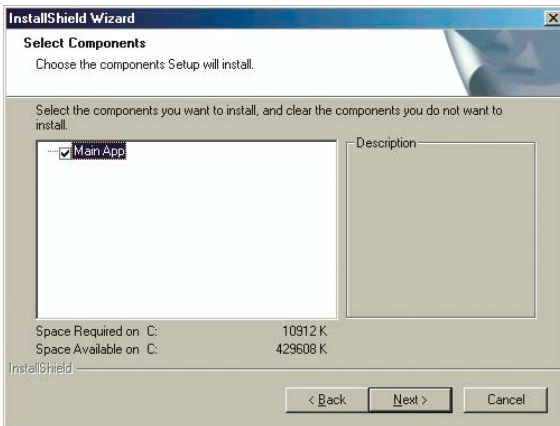 InstallShield Wizard
Select Components
Choose the components Setup will install.
Select the components you want to install, and clear the components you do not want to
install.
Main App
Description
Space Required on C: 10912 K
Space Available on C: 429608 K
InstallShield
< Back Next > Cancel